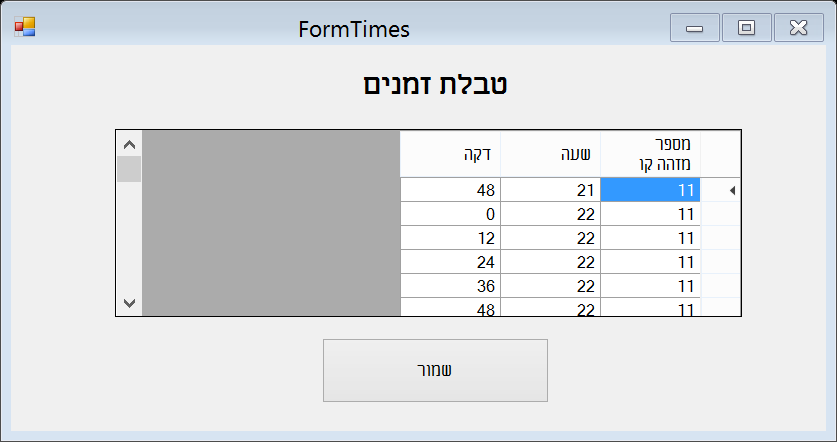 FormTimes
טבלת זמנים
מספר
מזהה קו שעה דקה
11 21 48
11 22 0
11 22 12
11 22 24
11 22 36
11 22 48
שמור